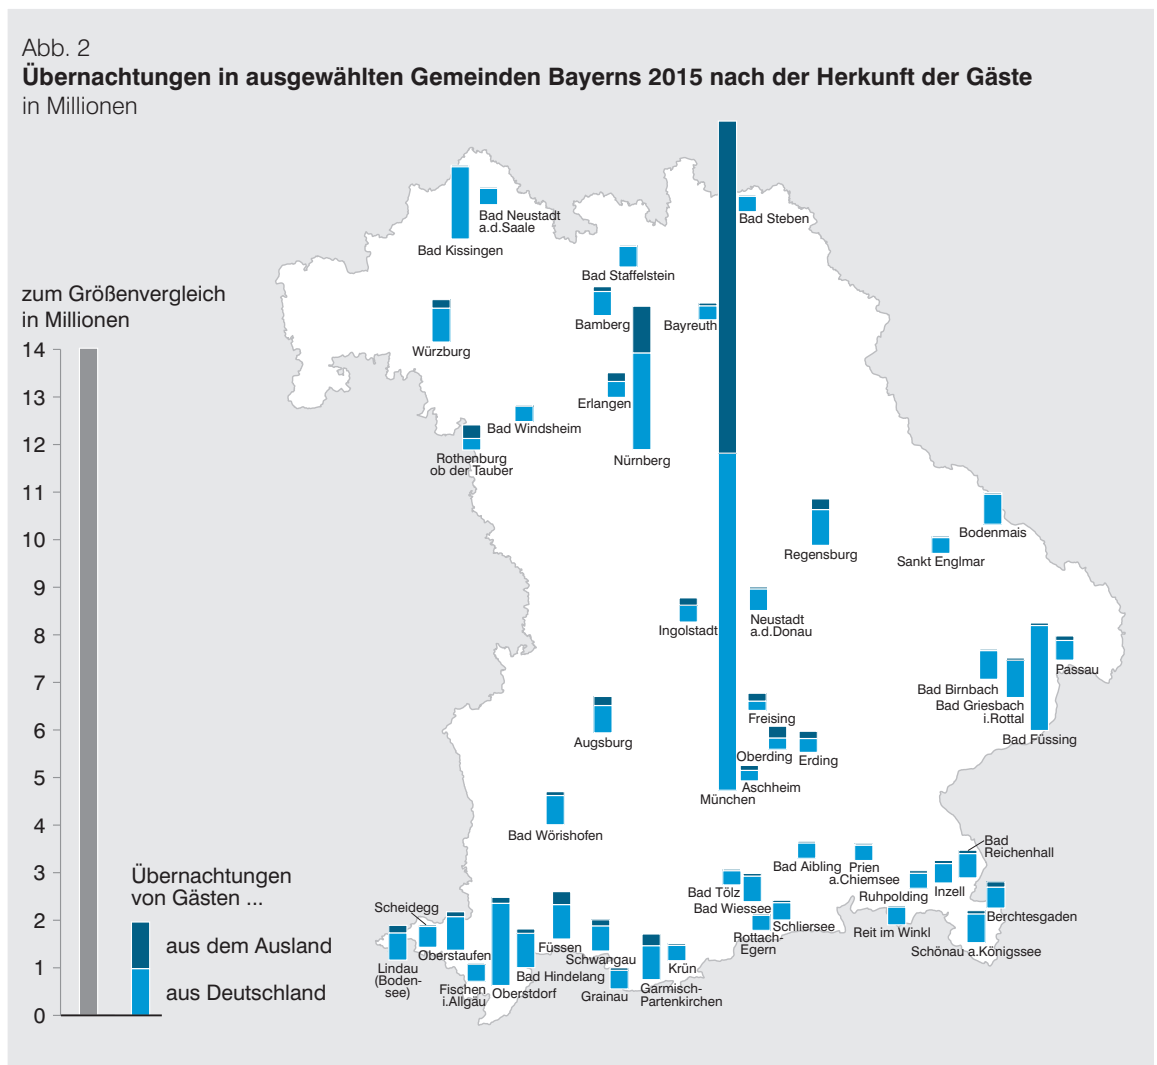 Abb. 2
Übernachtungen in ausgewählten Gemeinden Bayerns 2015 nach der Herkunft der Gäste
in Millionen
Bad Neustadt
a.d.Saale
Bad Kissingen
Bad Steben
Bad Staffelstein
zum Größenvergleich
in Millionen
Bamberg
Bayreuth
Würzburg
Erlangen
Bad Windsheim
Nürnberg
Rothenburg
ob der Tauber
Bodenmais
Regensburg
Sankt Englmar
Ingolstadt
Neustadt
a.d.Donau
Passau
Bad Birnbach
Bad Griesbach
i.Rottal
Bad Füssing
Freising
Augsburg
Oberding
Erding
Aschheim
München
Bad Wörishofen
Bad
Reichenhall
Bad Aibling
Prien
a.Chiemsee
Ruhpolding
Inzell
Bad Tölz
Bad Wiessee
Schliersee
Rottach-
Egern
Reit im Winkl
Berchtesgaden
Schönau a.Königssee
Scheidegg
Oberstaufen
Lindau
(Boden-
see)
Fischen
i.Allgäu
Oberstdorf
Bad Hindelang
Füssen
Schwangau
Grainau
Krün
Garmisch-
Partenkirchen
14
13
12
11
10
9
8
7
6
5
4
3
2
1
0
Übernachtungen
von Gästen ...
aus dem Ausland
aus Deutschland